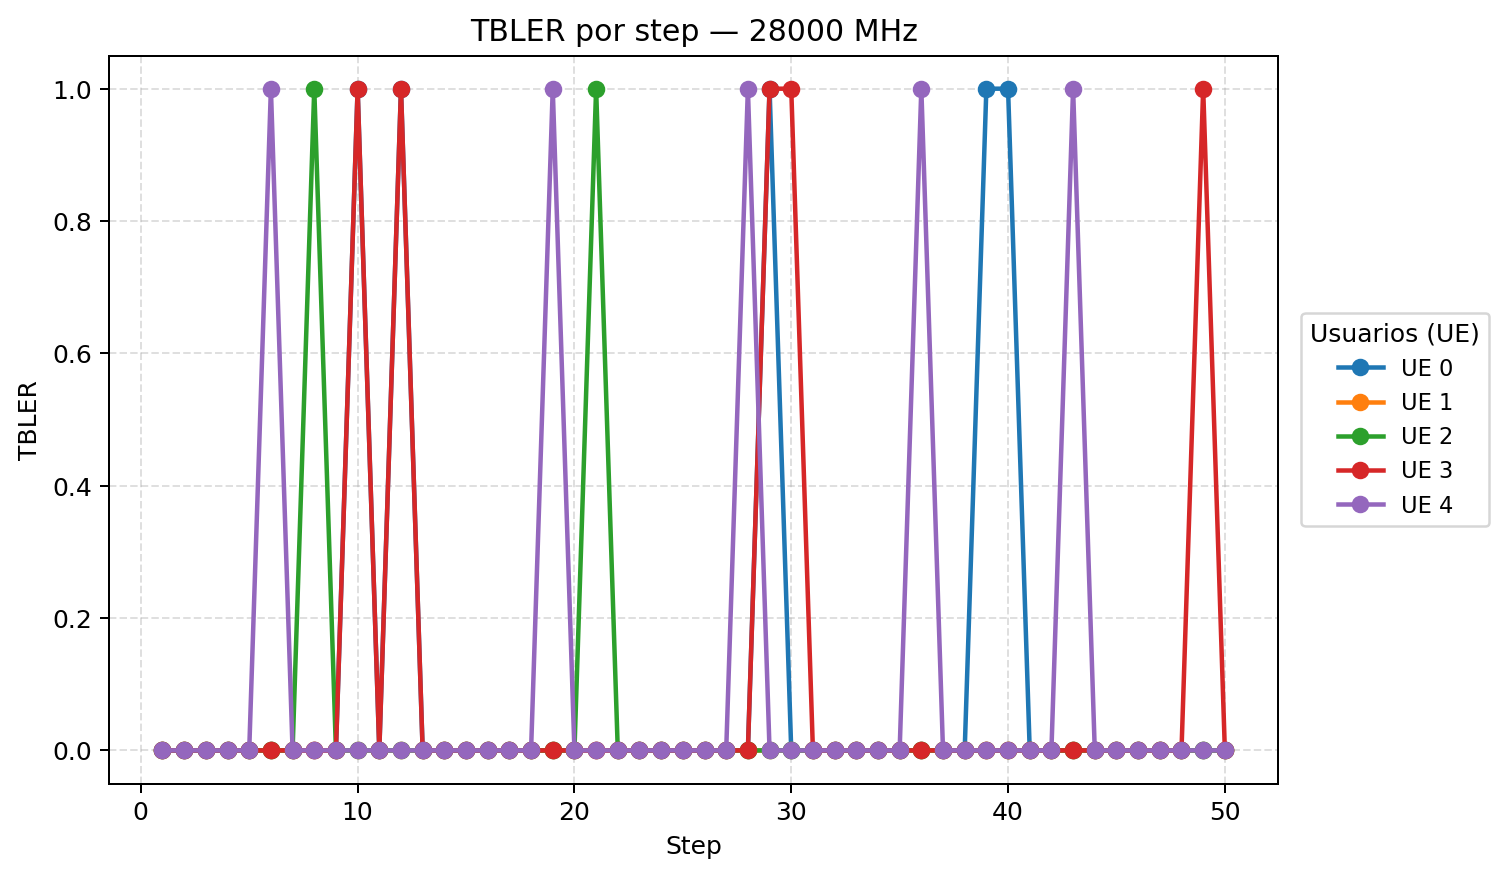 TBLER por step — 28000 MHz
1.0
0.8
0.6
0.4
0.2
0.0
TBLER
0 10 20 30 40 50
Step
Usuarios (UE)
UE 0
UE 1
UE 2
UE 3
UE 4